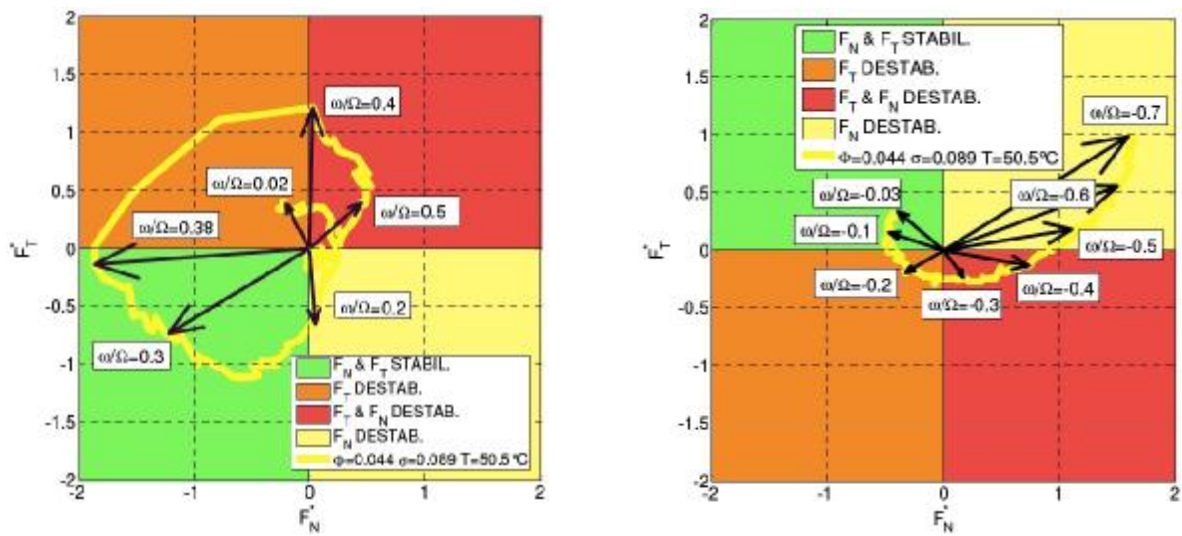 2
1.5
1
0.5
0
-0.5
-1
-1.5
-2
F*T
-2 -1 0 1 2
F*N
ω/Ω=0.4
ω/Ω=0.02
ω/Ω=0.5
ω/Ω=0.38
ω/Ω=0.2
ω/Ω=0.3
FN & FT STABIL.
FT DESTAB.
FT & FN DESTAB.
FN DESTAB.
Φ=0.044 σ=0.089 T=50.5ºC
2
1.5
1
0.5
0
-0.5
-1
-1.5
-2
F*T
-2 -1 0 1 2
F*N
FN & FT STABIL.
FT DESTAB.
FT & FN DESTAB.
FN DESTAB.
Φ=0.044 σ=0.089 T=50.5ºC
ω/Ω=-0.7
ω/Ω=-0.03
ω/Ω=-0.6
ω/Ω=-0.1
ω/Ω=-0.5
ω/Ω=-0.2
ω/Ω=-0.4
ω/Ω=-0.3